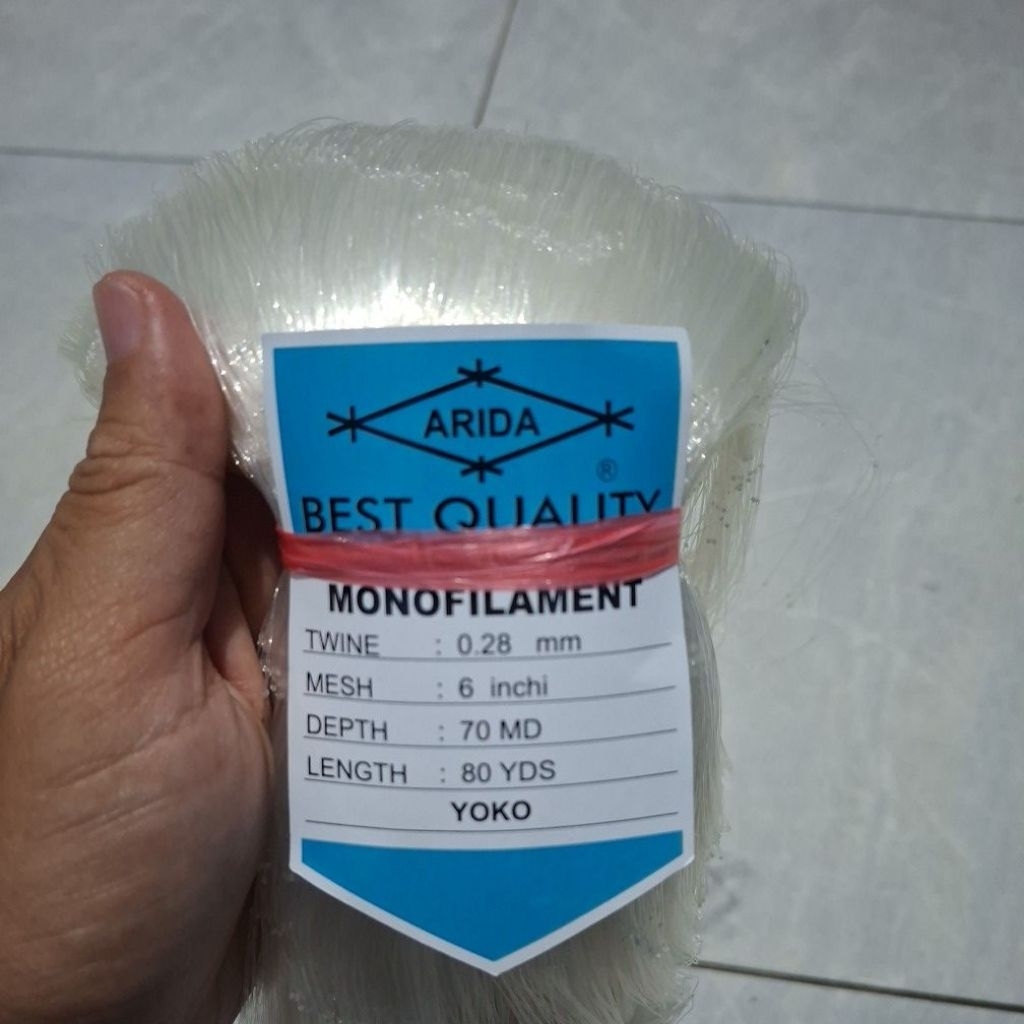 ARIDA
®
BEST QUALITY
MONOFILAMENT
TWINE : 0.28 mm
MESH : 6 inchi
DEPTH : 70 MD
LENGTH : 80 YDS
YOKO